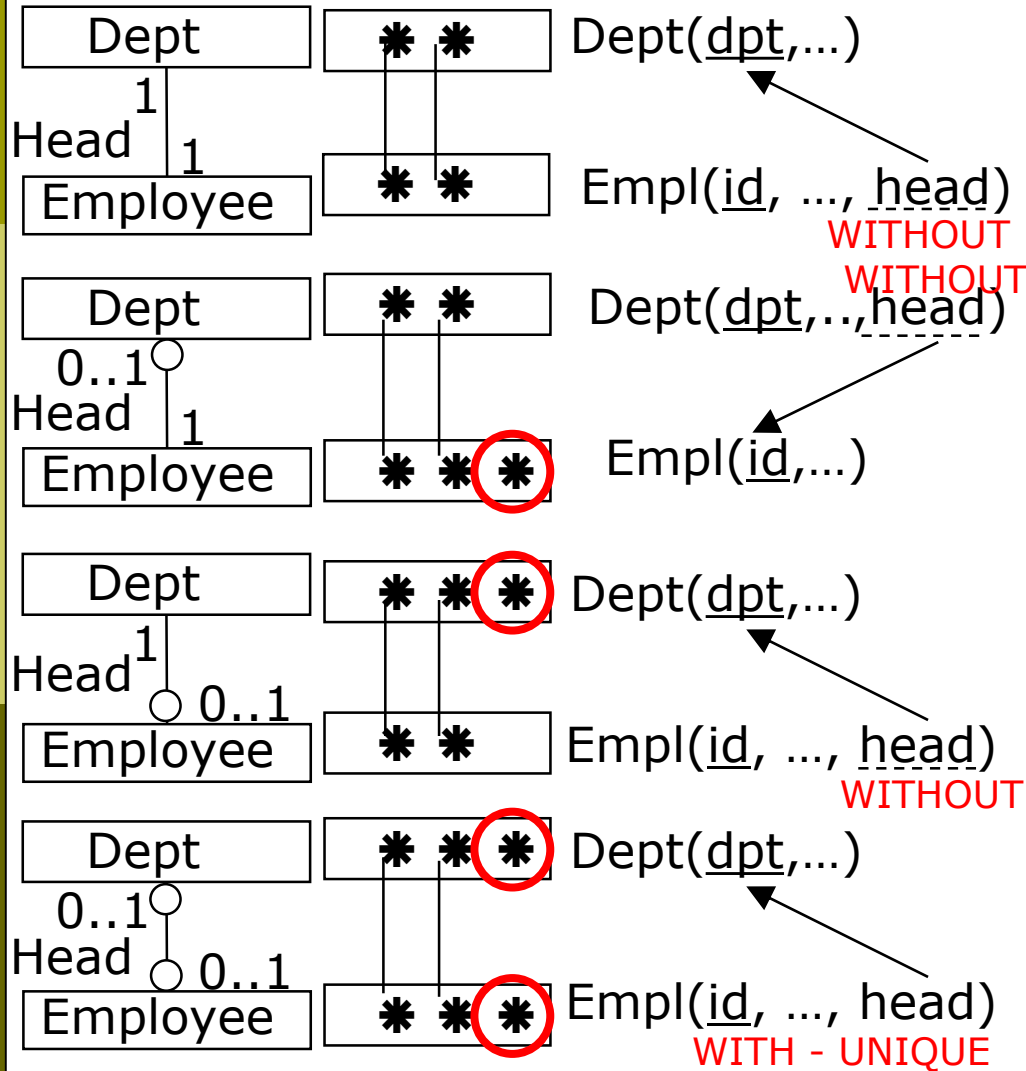 Dept
Dept(dpt,...)
1
Head
1
Employee
Empl(id, ..., head)
WITHOUT
WITHOUT
Dept
Dept(dpt,..,head)
0..1
Head
1
Employee
Empl(id,...)
Dept
Dept(dpt,...)
1
Head
0..1
Employee
Empl(id, ..., head)
WITHOUT
Dept
Dept(dpt,...)
0..1
Head
0..1
Employee
Empl(id, ..., head)
WITH - UNIQUE